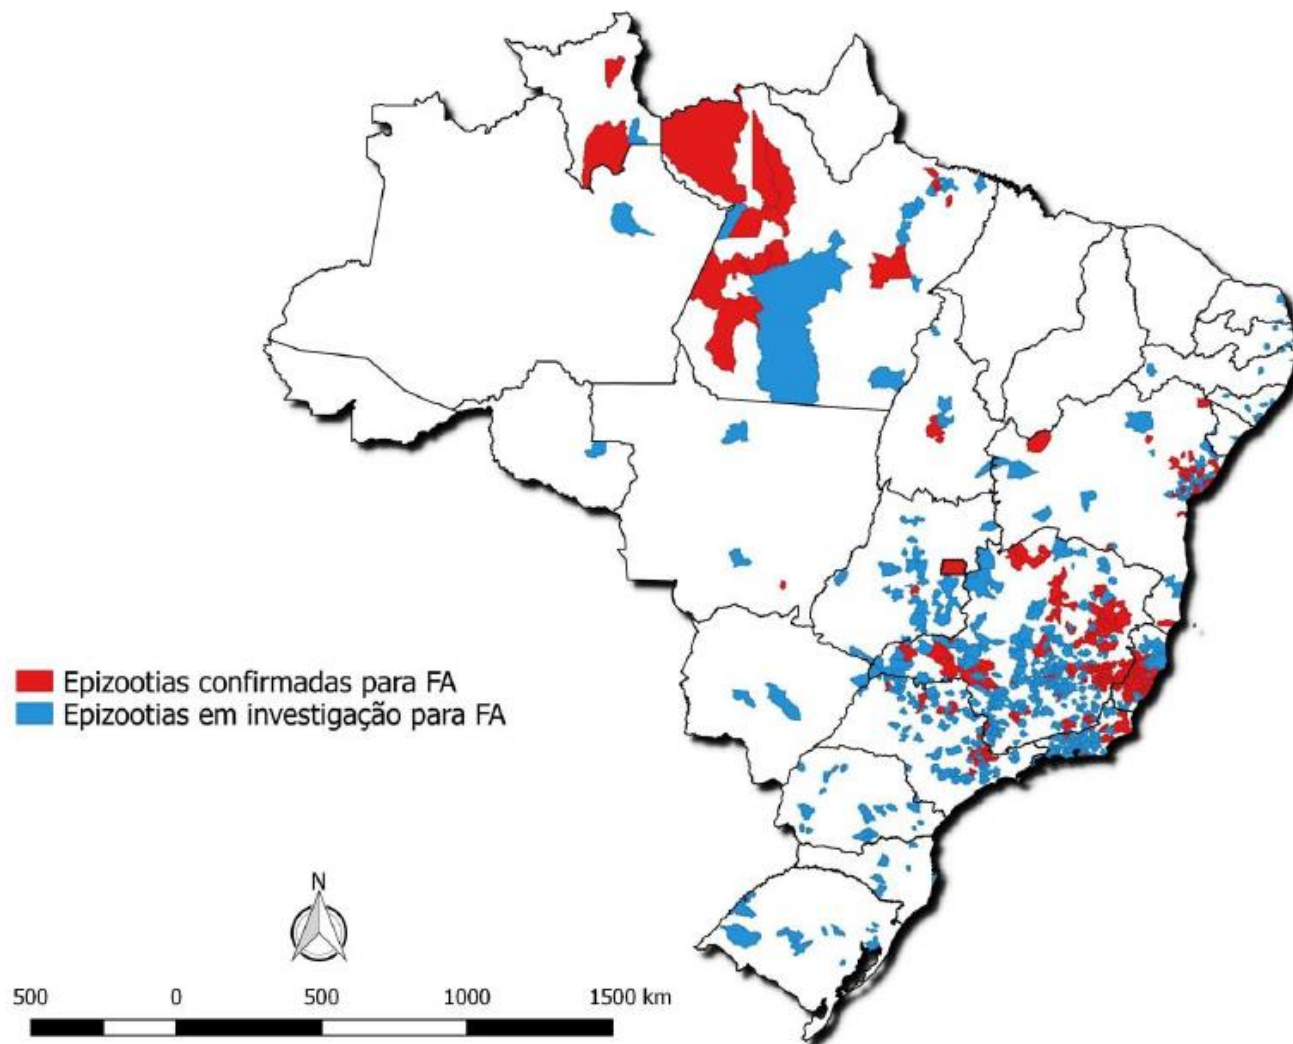 Epizootias confirmadas para FA
Epizootias em investigação para FA
N
500 0 500 1000 1500 km